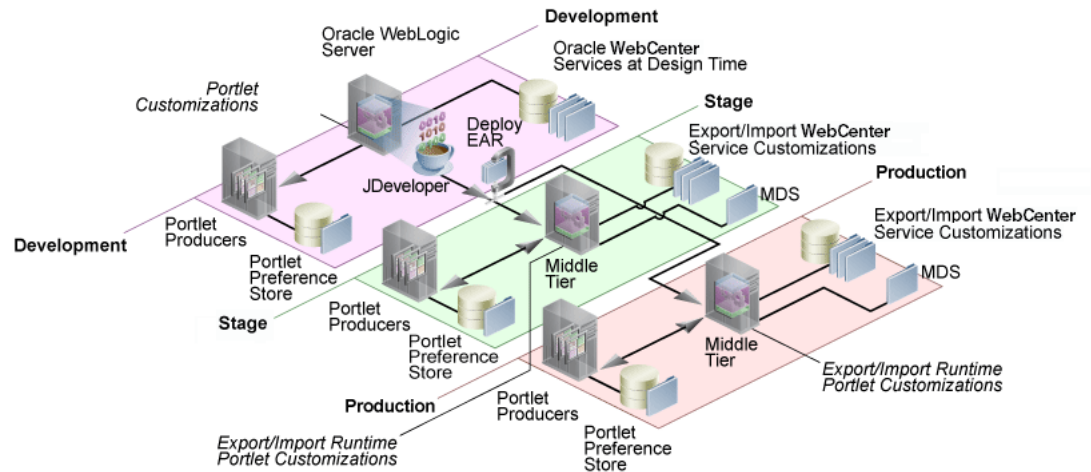 Development
Oracle WebLogic
Server
Oracle WebCenter
Services at Design Time
Portlet
Customizations
Stage
0010
1010
Deploy
EAR
Export/Import WebCenter
Service Customizations
JDeveloper
Production
MDS
Portlet
Producers
Export/Import WebCenter
Service Customizations
Development
Portlet
Preference
Store
Middle
Tier
MDS
Stage
Portlet
Producers
Portlet
Preference
Store
Middle
Tier
Export/Import Runtime
Portlet Customizations
Production
Portlet
Producers
Export/Import Runtime
Portlet Customizations
Portlet
Preference
Store